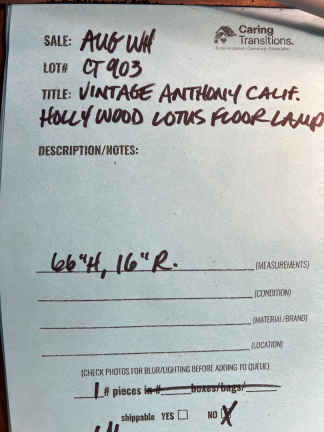 Caring
Transitions.
SALE: AUG WH
LOT# CT 903
TITLE: VINTAGE ANTHONY CALIF.
HOLLYWOOD LOTUS FLOOR LAMP
DESCRIPTION/NOTES:
66"H, 16"R. (MEASUREMENTS)
(CONDITION)
(MATERIAL/BRAND)
(LOCATION)
(CHECK PHOTOS FOR BLUR/LIGHTING BEFORE ADDING TO QUEUE)
1 # pieces in # boxes/bags/
shippable YES ☐ NO ☒